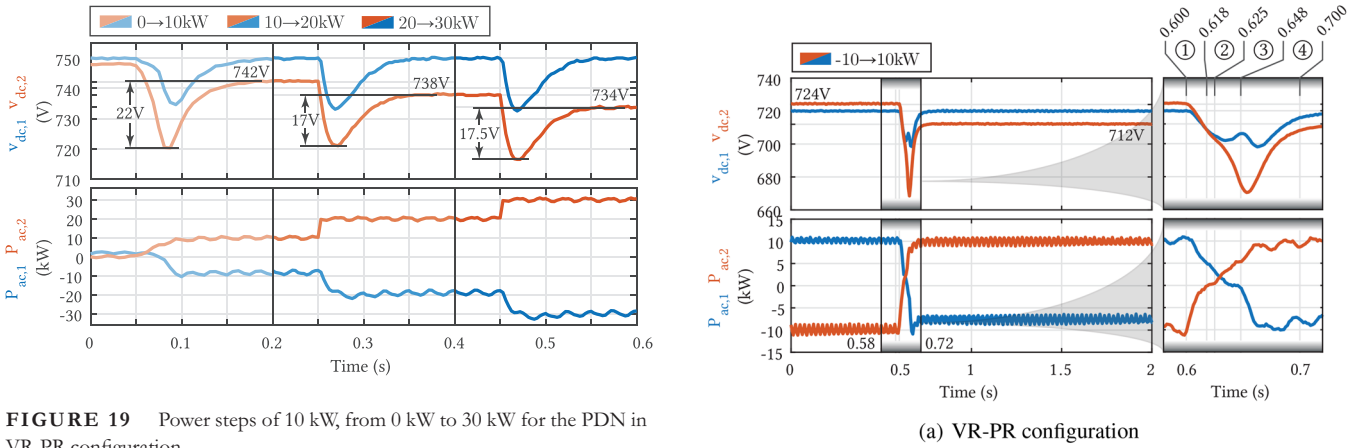 0→10kW 10→20kW 20→30kW
750
740
730
720
710
v_dc,1 v_dc,2
(V)
22V
742V
17V
738V
17.5V
734V
30
20
10
0
-10
-20
-30
P_ac,1 P_ac,2
(kW)
0 0.1 0.2 0.3 0.4 0.5 0.6
Time (s)
FIGURE 19 Power steps of 10 kW, from 0 kW to 30 kW for the PDN in
VR-PR configuration
-10→10kW
0.600 0.618 0.625 0.648 0.700
① ② ③ ④
740
720
700
680
660
v_dc,1 v_dc,2
(V)
724V
712V
15
10
5
0
-5
-10
-15
P_ac,1 P_ac,2
(kW)
0.58 0.72
0 0.5 1 1.5 2
Time (s)
0.6 0.7
Time (s)
(a) VR-PR configuration